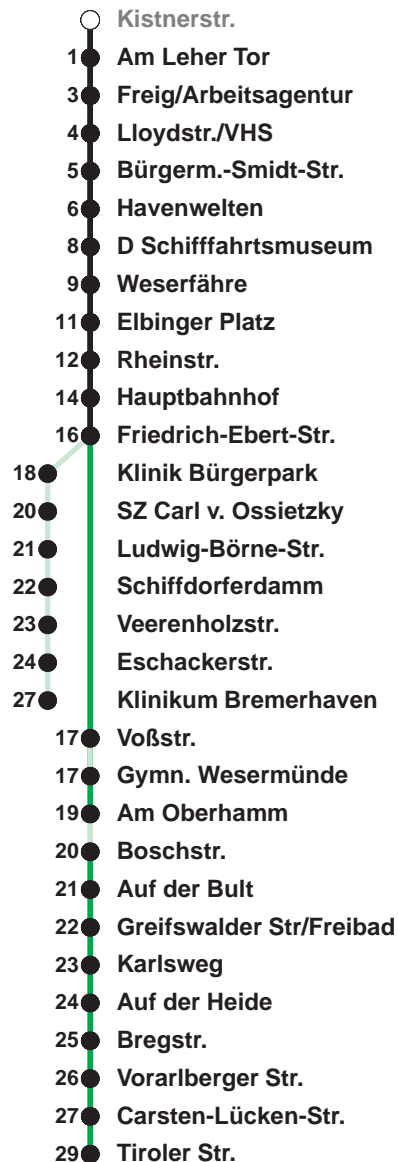 Kistnerstr.
1 Am Leher Tor
3 Freig/Arbeitsagentur
4 Lloydstr./VHS
5 Bürgerm.-Smidt-Str.
6 Havenwelten
8 D Schifffahrtsmuseum
9 Weserfähre
11 Elbinger Platz
12 Rheinstr.
14 Hauptbahnhof
16 Friedrich-Ebert-Str.
18 Klinik Bürgerpark
20 SZ Carl v. Ossietzky
21 Ludwig-Börne-Str.
22 Schiffdorferdamm
23 Veerenholzstr.
24 Eschackerstr.
27 Klinikum Bremerhaven
17 Voßstr.
17 Gymn. Wesermünde
19 Am Oberhamm
20 Boschstr.
21 Auf der Bult
22 Greifswalder Str/Freibad
23 Karlsweg
24 Auf der Heide
25 Bregstr.
26 Vorarlberger Str.
27 Carsten-Lücken-Str.
29 Tiroler Str.